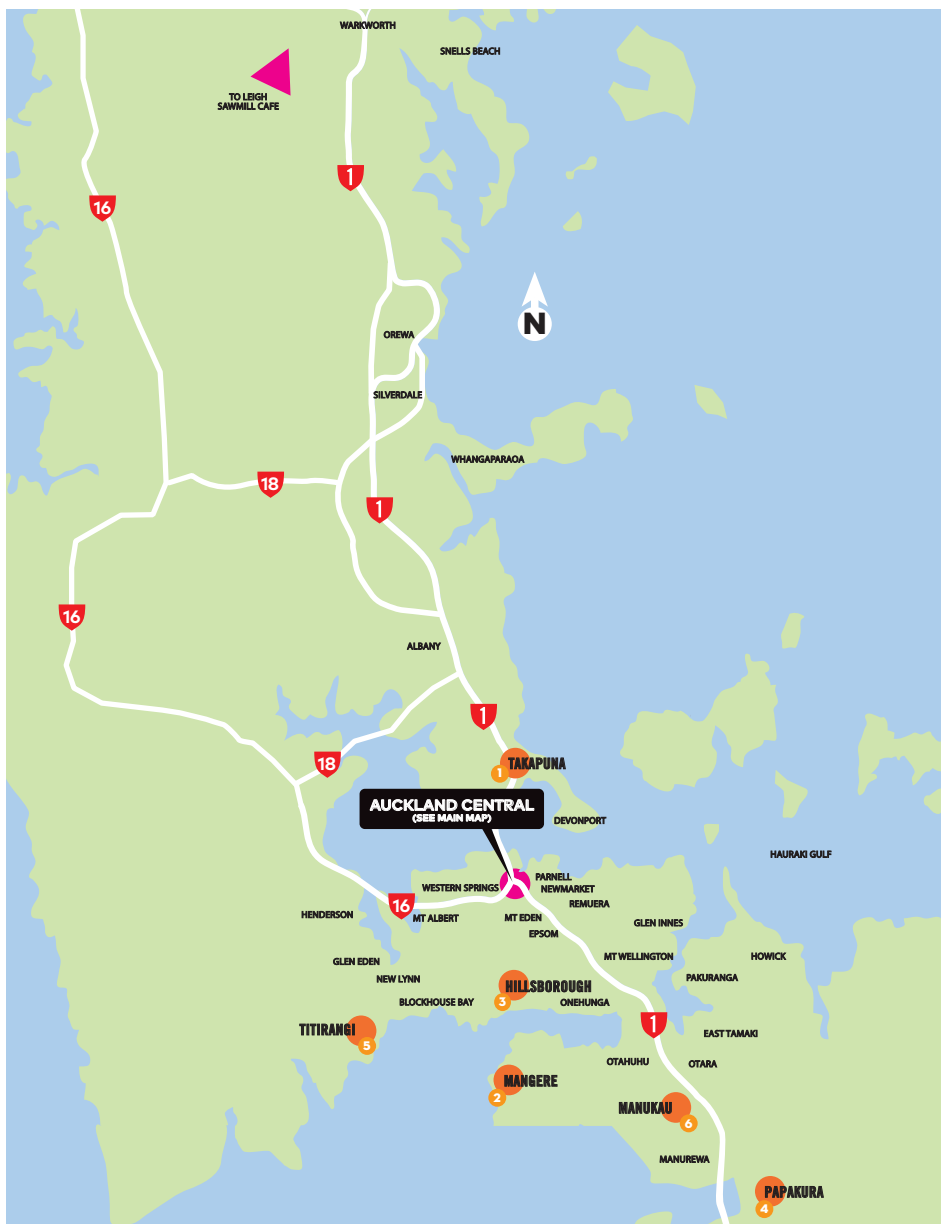 WARKWORTH
SNELLS BEACH
TO LEIGH
SAWMILL CAFE
1
16
N
OREWA
SILVERDALE
WHANGAPARAOA
18
1
16
ALBANY
1
18
TAKAPUNA
1
AUCKLAND CENTRAL
(SEE MAIN MAP)
DEVONPORT
HAURAKI GULF
PARNELL
WESTERN SPRINGS
NEWMARKET
REMUERA
16
HENDERSON
MT ALBERT
MT EDEN
GLEN INNES
EPSOM
MT WELLINGTON
HOWICK
GLEN EDEN
NEW LYNN
PAKURANGA
HILLSBOROUGH
3
BLOCKHOUSE BAY
ONEHUNGA
1
TITIRANGI
5
EAST TAMAKI
OTAHUHU
OTARA
MANGERE
2
MANUKAU
6
MANUREWA
PAPAKURA
4